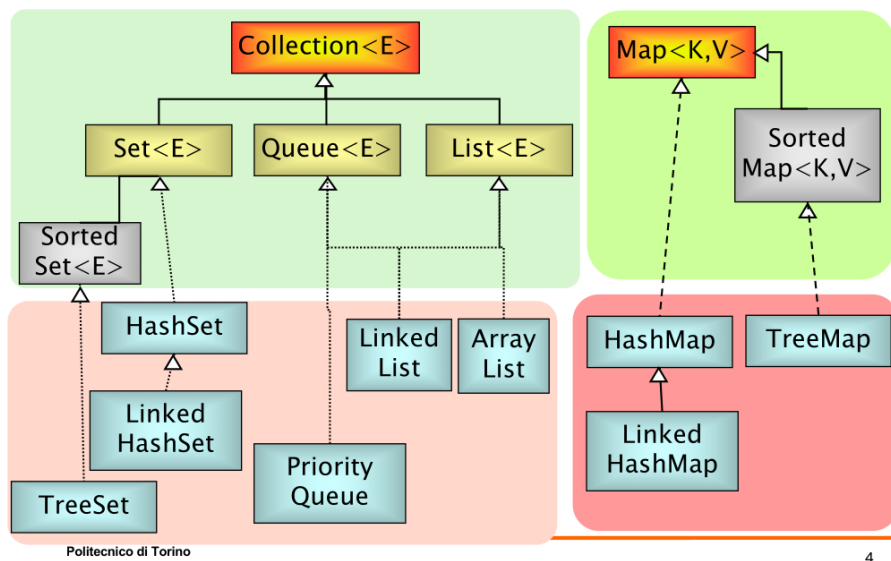 Collection<E>
Map<K,V>
Set<E>
Queue<E>
List<E>
Sorted
Map<K,V>
Sorted
Set<E>
HashSet
Linked
List
Array
List
HashMap
TreeMap
Linked
HashSet
Linked
HashMap
Priority
Queue
TreeSet
Politecnico di Torino
4